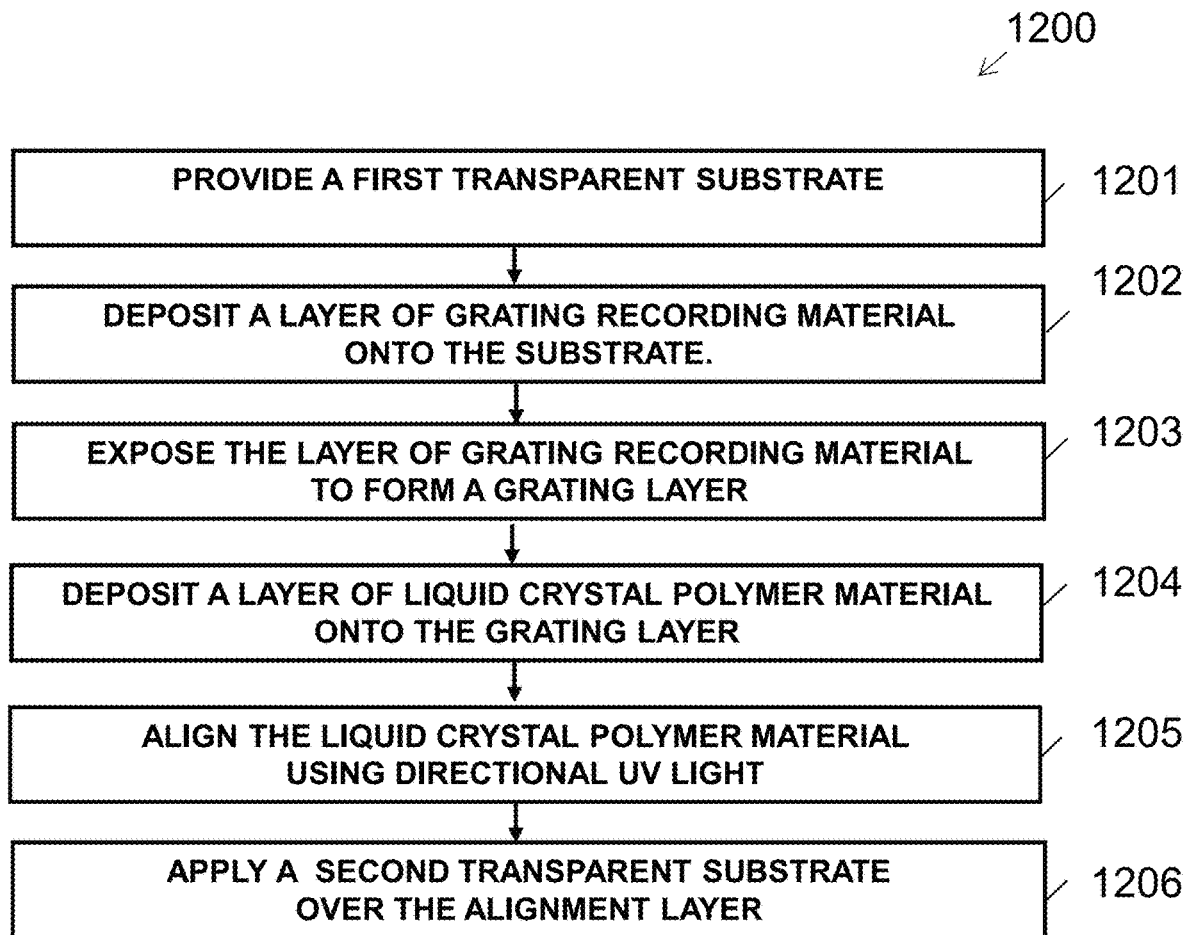 1200
PROVIDE A FIRST TRANSPARENT SUBSTRATE
1201
DEPOSIT A LAYER OF GRATING RECORDING MATERIAL
ONTO THE SUBSTRATE.
1202
EXPOSE THE LAYER OF GRATING RECORDING MATERIAL
TO FORM A GRATING LAYER
1203
DEPOSIT A LAYER OF LIQUID CRYSTAL POLYMER MATERIAL
ONTO THE GRATING LAYER
1204
ALIGN THE LIQUID CRYSTAL POLYMER MATERIAL
USING DIRECTIONAL UV LIGHT
1205
APPLY A SECOND TRANSPARENT SUBSTRATE
OVER THE ALIGNMENT LAYER
1206